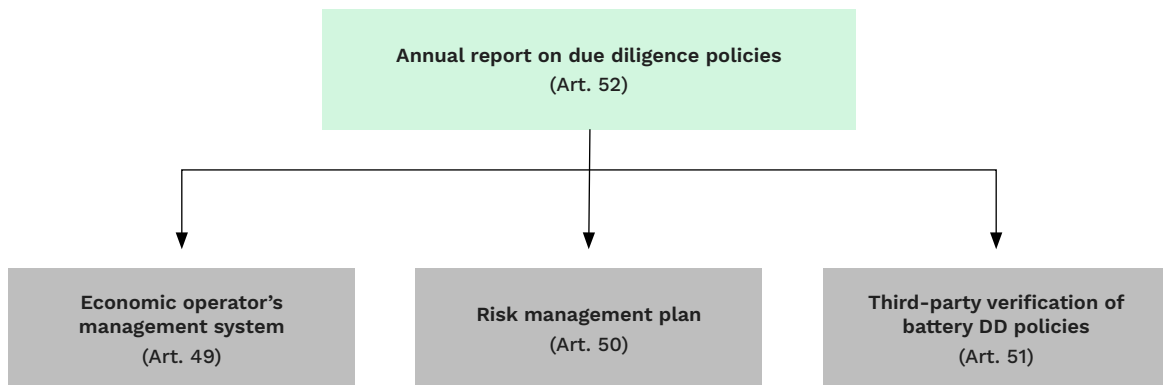 Annual report on due diligence policies
(Art. 52)
Economic operator’s
management system
(Art. 49)
Risk management plan
(Art. 50)
Third-party verification of
battery DD policies
(Art. 51)